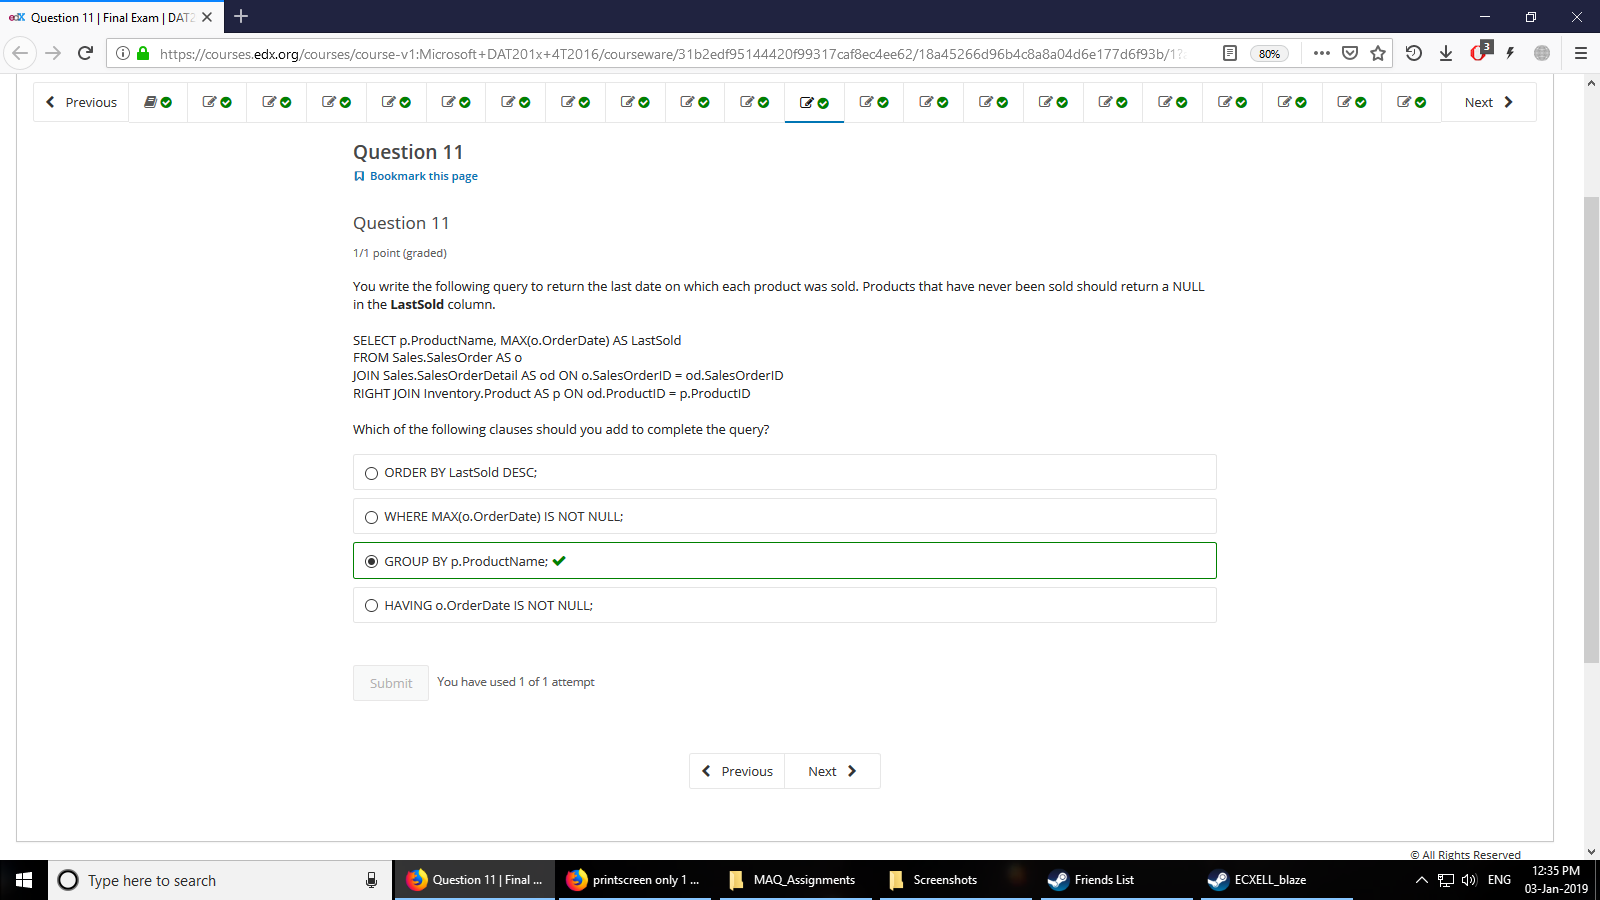 edX Question 11 | Final Exam | DAT2
https://courses.edx.org/courses/course-v1:Microsoft+DAT201x+4T2016/courseware/31b2edf95144420f99317caf8ec4ee62/18a45266d96b4c8a8a04d6e177d6f93b/1?
80%
3
Previous
Next
Question 11
Bookmark this page
Question 11
1/1 point (graded)
You write the following query to return the last date on which each product was sold. Products that have never been sold should return a NULL
in the LastSold column.
SELECT p.ProductName, MAX(o.OrderDate) AS LastSold
FROM Sales.SalesOrder AS o
JOIN Sales.SalesOrderDetail AS od ON o.SalesOrderID = od.SalesOrderID
RIGHT JOIN Inventory.Product AS p ON od.ProductID = p.ProductID
Which of the following clauses should you add to complete the query?
ORDER BY LastSold DESC;
WHERE MAX(o.OrderDate) IS NOT NULL;
GROUP BY p.ProductName;
HAVING o.OrderDate IS NOT NULL;
Submit You have used 1 of 1 attempt
Previous Next
© All Rights Reserved
Type here to search
Question 11 | Final ...
printscreen only 1 ...
MAQ_Assignments
Screenshots
Friends List
ECXELL_blaze
ENG
12:35 PM
03-Jan-2019